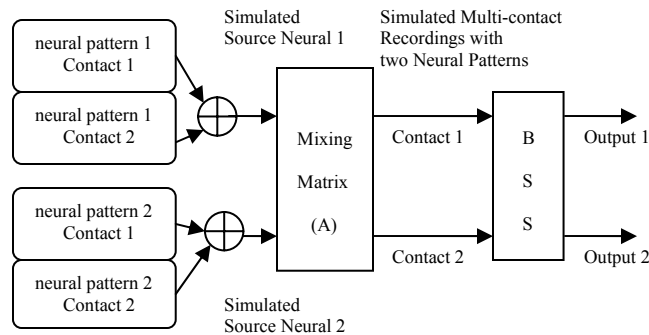 Simulated
Source Neural 1
Simulated Multi-contact
Recordings with
two Neural Patterns
neural pattern 1
Contact 1
neural pattern 1
Contact 2
neural pattern 2
Contact 1
neural pattern 2
Contact 2
Simulated
Source Neural 2
Mixing
Matrix
(A)
Contact 1
Contact 2
B
S
S
Output 1
Output 2